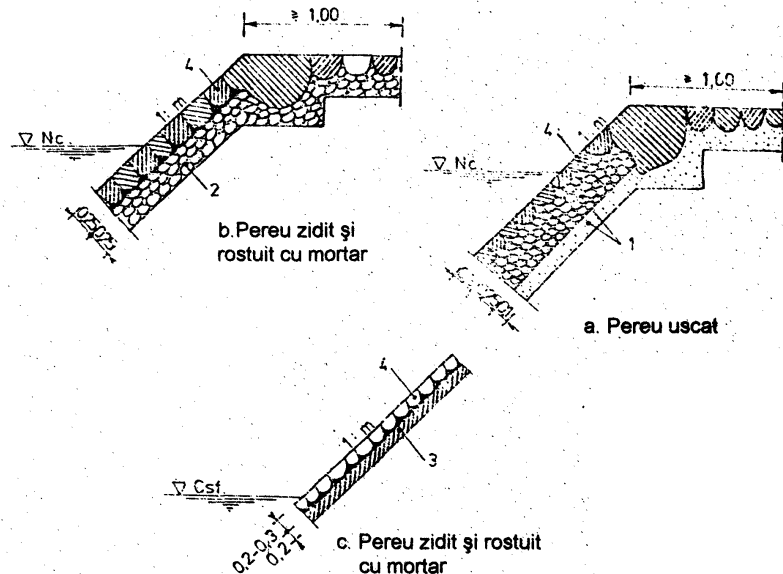 ≥ 1,00
4
1: m
▽ Nc
2
b. Pereu zidit şi
rostuit cu mortar
≥ 1,00
4
▽ Nc
1
a. Pereu uscat
4
1: m
3
▽ Csf.
0,2-0,3
0,2
c. Pereu zidit şi rostuit
cu mortar